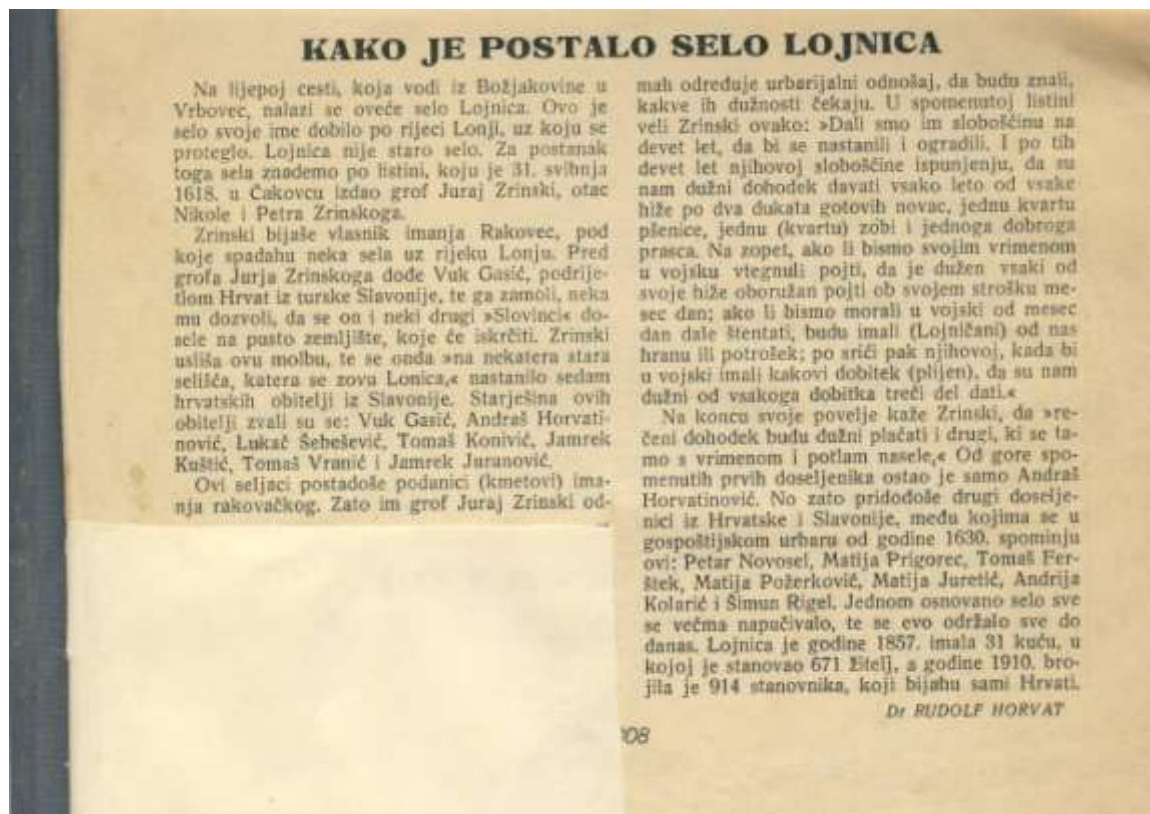 KAKO JE POSTALO SELO LOJNICA
Na lijepoj cesti, koja vodi iz Božjakovine u
Vrbovec, nalazi se oveće selo Lojnica. Ovo je
selo svoje ime dobilo po rijeci Lonji, uz koju se
proteglo. Lojnica nije staro selo. Za postanak
toga sela znademo po listini, koju je 31. svibnja
1618. u Čakovcu izdao grof Juraj Zrinski, otac
Nikole i Petra Zrinskoga.
Zrinski bijaše vlasnik imanja Rakovec, pod
koje spadahu neka sela uz rijeku Lonju. Pred
grofa Jurja Zrinskoga dođe Vuk Gasić, podrije-
tlom Hrvat iz turske Slavonije, te ga zamoli, neka
mu dozvoli, da se on i neki drugi »Slovinci« do-
sele na pusto zemljište, koje će iskrčiti. Zrinski
usliša ovu molbu, te se onda »na nekatera stara
selišća, katera se zovu Lonica,« nastanilo sedam
hrvatskih obitelji iz Slavonije. Starješina ovih
obitelji zvali su se: Vuk Gasić, Andraš Horvati-
nović, Lukač Šebešević, Tomaš Konivić, Jamrek
Kuštić, Tomaš Vranić i Jamrek Juranović.
Ovi seljaci postadoše podanici (kmetovi) ima-
nja rakovačkog. Zato im grof Juraj Zrinski od-
mah određuje urbarijalni odnošaj, da budu znali,
kakve ih dužnosti čekaju. U spomenutoj listini
veli Zrinski ovako: »Dali smo im slobošćinu na
devet let, da bi se nastanili i ogradili. I po tih
devet let njihovoj slobošćine ispunjenju, da su
nam dužni dohodek davati vsako leto od vsake
hiže po dva dukata gotovih novac, jednu kvartu
pšenice, jednu (kvartu) zobi i jednoga dobroga
prasca. Na zopet, ako li bismo svojim vrimenom
u vojsku vtegnuli pojti, da je dužen vsaki od
svoje hiže oboružan pojti ob svojem strošku me-
sec dan; ako li bismo morali u vojski od mesec
dan dale štentati, budu imali (Lojničani) od nas
hranu ili potrošek; po srići pak njihovoj, kada bi
u vojski imali kakovi dobitek (plijen), da su nam
dužni od vsakoga dobitka treći del dati.«
Na koncu svoje povelje kaže Zrinski, da »re-
čeni dohodek budu dužni plaćati i drugi, ki se ta-
mo s vrimenom i potlam nasele.« Od gore spo-
menutih prvih doseljenika ostao je samo Andraš
Horvatinović. No zato pridođoše drugi doselje-
nici iz Hrvatske i Slavonije, među kojima se u
gospoštijskom urbaru od godine 1630. spominju
ovi: Petar Novosel, Matija Prigorec, Tomaš Fer-
štek, Matija Požerković, Matija Juretić, Andrija
Kolarić i Šimun Rigel. Jednom osnovano selo sve
se većma napučivalo, te se evo održalo sve do
danas. Lojnica je godine 1857. imala 31 kuću, u
kojoj je stanovao 671 žitelj, a godine 1910. bro-
jila je 914 stanovnika, koji bijahu sami Hrvati.
Dr RUDOLF HORVAT
208